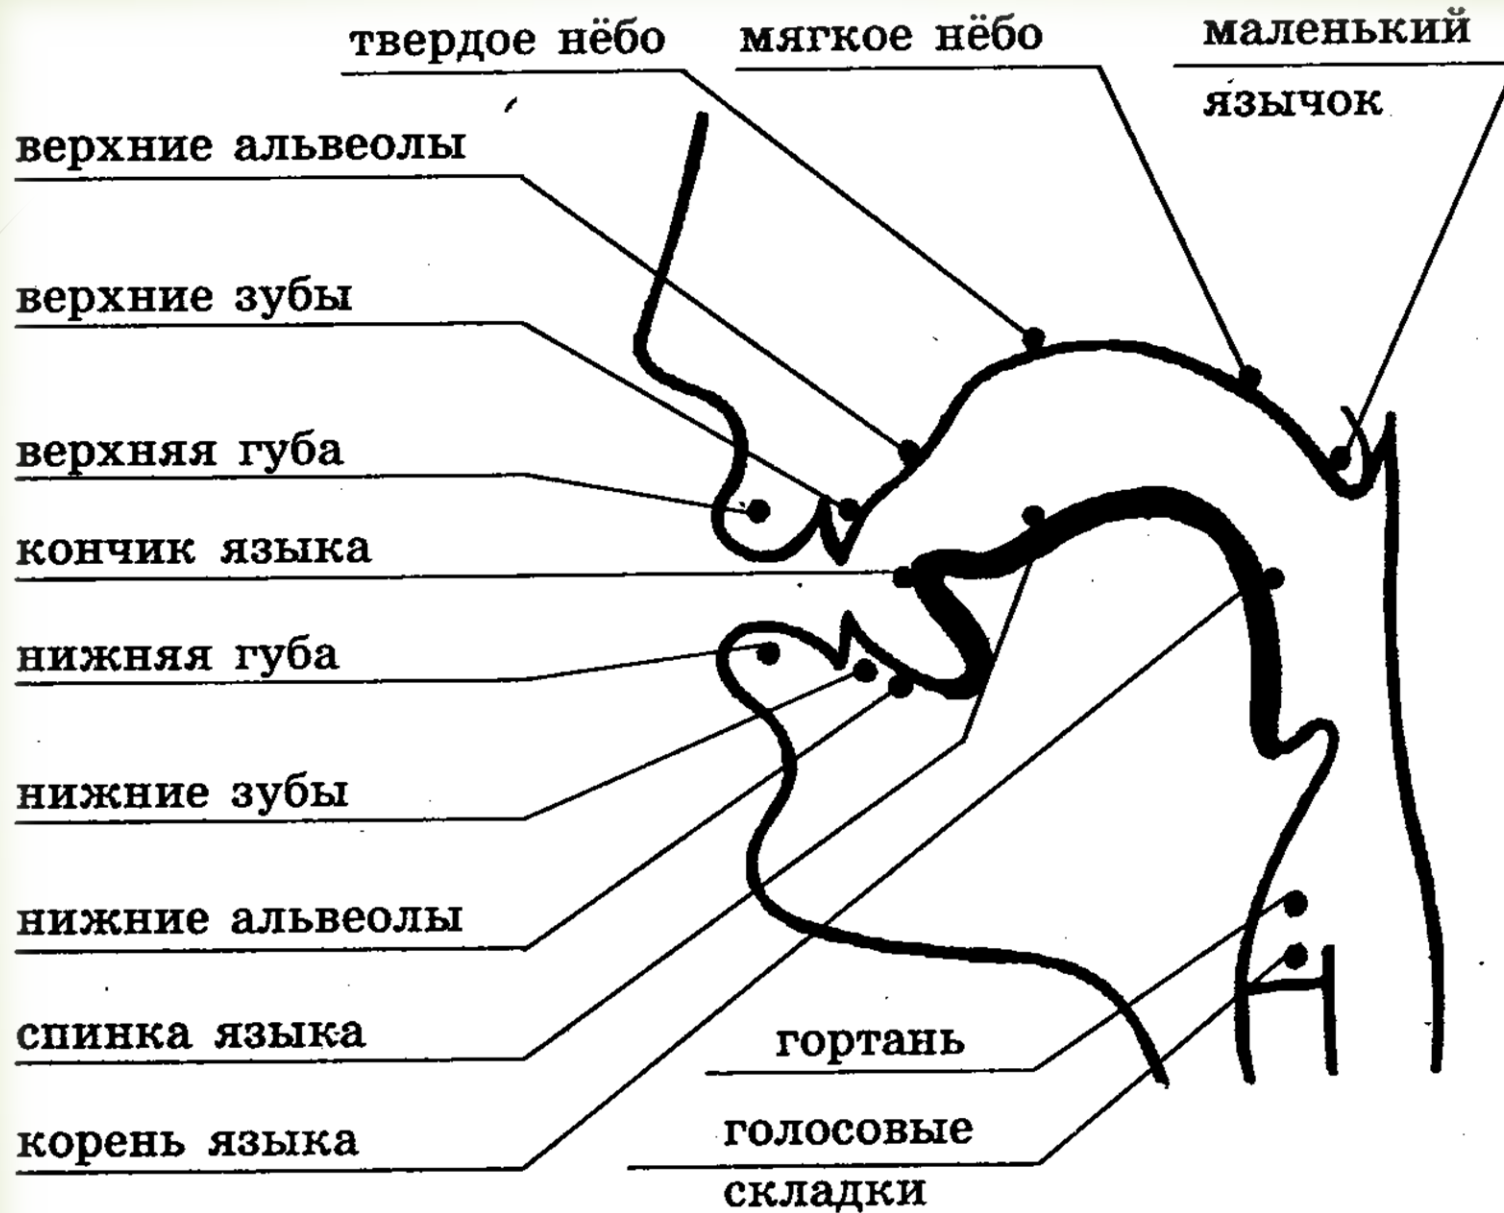 твердое нёбо
мягкое нёбо
маленький
язычок
верхние альвеолы
верхние зубы
верхняя губа
кончик языка
нижняя губа
нижние зубы
нижние альвеолы
спинка языка
корень языка
гортань
голосовые
складки